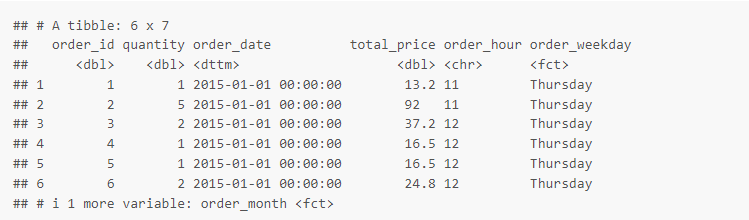 ## # A tibble: 6 x 7
##   order_id quantity order_date          total_price order_hour order_weekday
##      <dbl>    <dbl> <dttm>                    <dbl> <chr>      <fct>
## 1        1        1 2015-01-01 00:00:00        13.2 11         Thursday
## 2        2        5 2015-01-01 00:00:00        92   11         Thursday
## 3        3        2 2015-01-01 00:00:00        37.2 12         Thursday
## 4        4        1 2015-01-01 00:00:00        16.5 12         Thursday
## 5        5        1 2015-01-01 00:00:00        16.5 12         Thursday
## 6        6        2 2015-01-01 00:00:00        24.8 12         Thursday
## # i 1 more variable: order_month <fct>